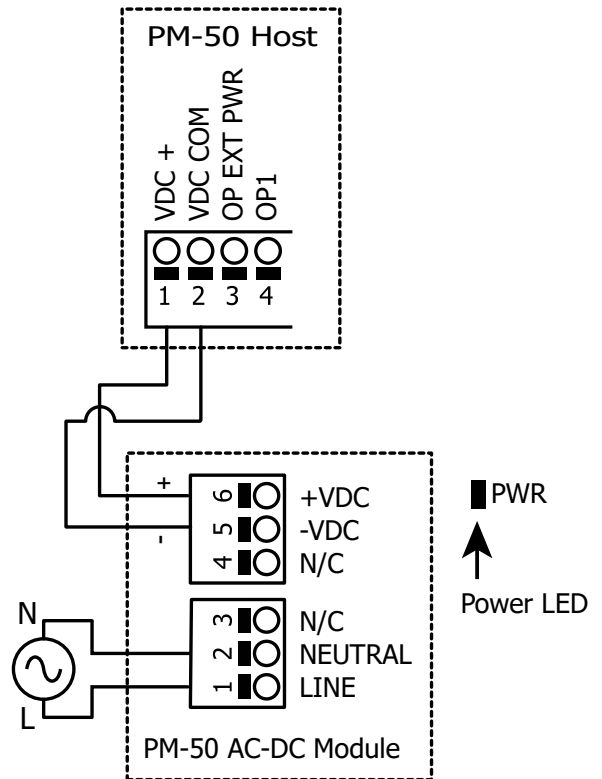 PM-50 Host
VDC +
VDC COM
OP EXT PWR
OP1
1 2 3 4
+
-
6 +VDC
5 -VDC
4 N/C
PWR
Power LED
N
L
3 N/C
2 NEUTRAL
1 LINE
PM-50 AC-DC Module